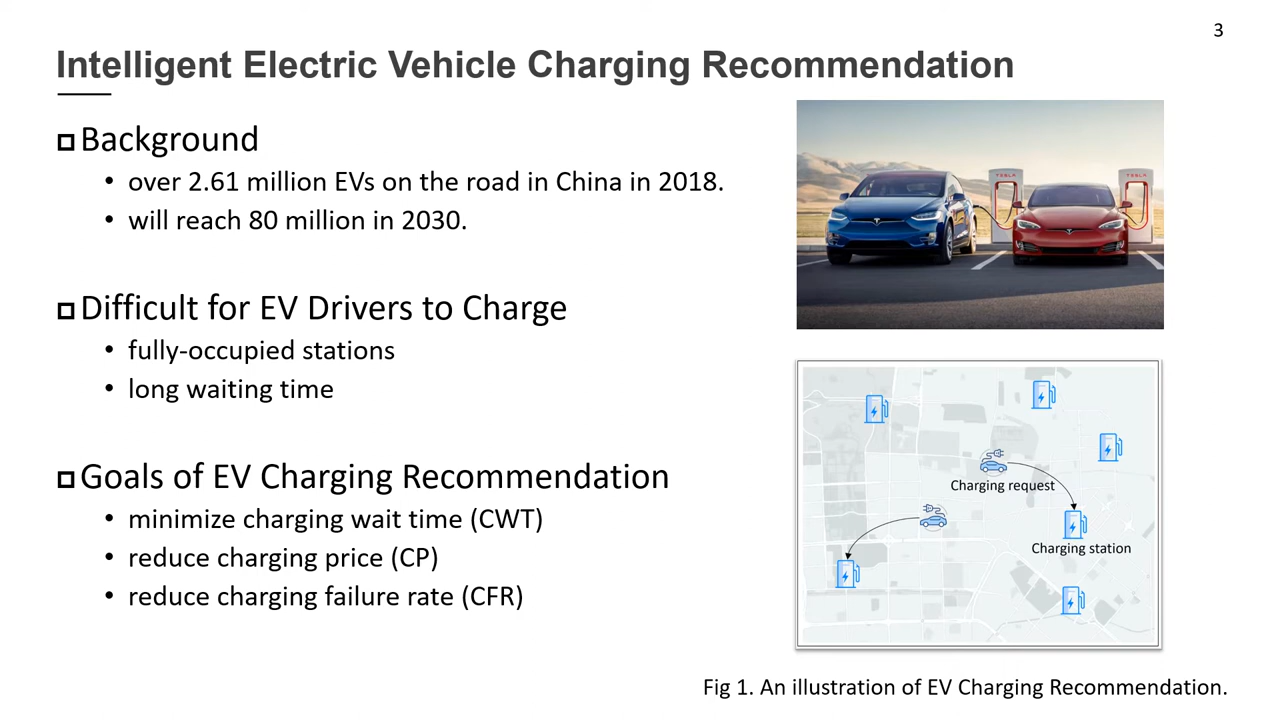 3
Intelligent Electric Vehicle Charging Recommendation
Background
• over 2.61 million EVs on the road in China in 2018.
• will reach 80 million in 2030.
Difficult for EV Drivers to Charge
• fully-occupied stations
• long waiting time
Goals of EV Charging Recommendation
• minimize charging wait time (CWT)
• reduce charging price (CP)
• reduce charging failure rate (CFR)
TESLA
TESLA
Charging request
Charging station
Fig 1. An illustration of EV Charging Recommendation.